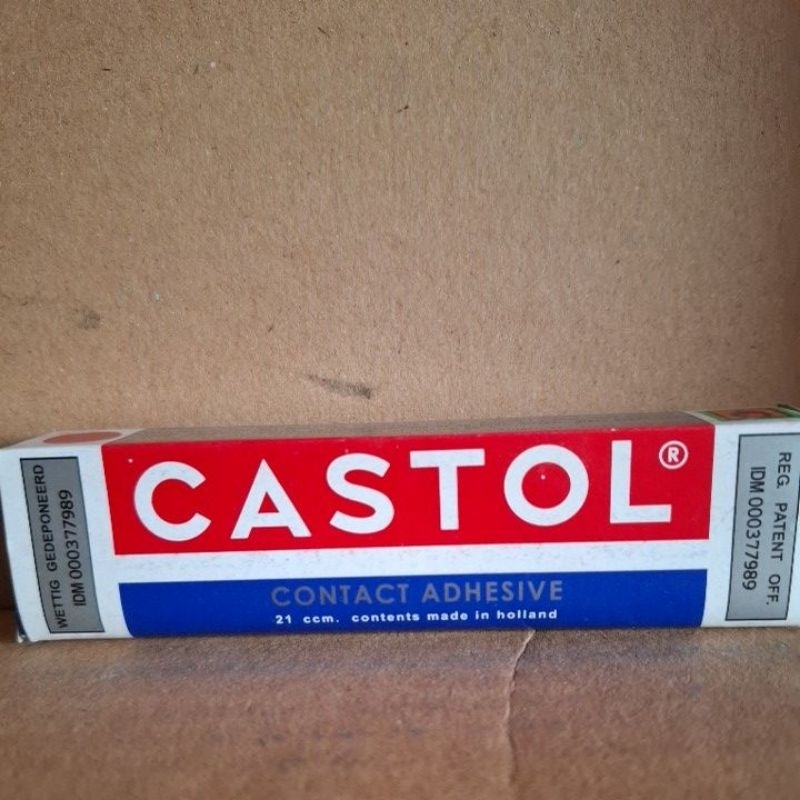 WETTIG GEDEPONEERD
IDM 000377989
CASTOL®
CONTACT ADHESIVE
21 ccm. contents made in holland
REG. PATENT OFF.
IDM 000377989